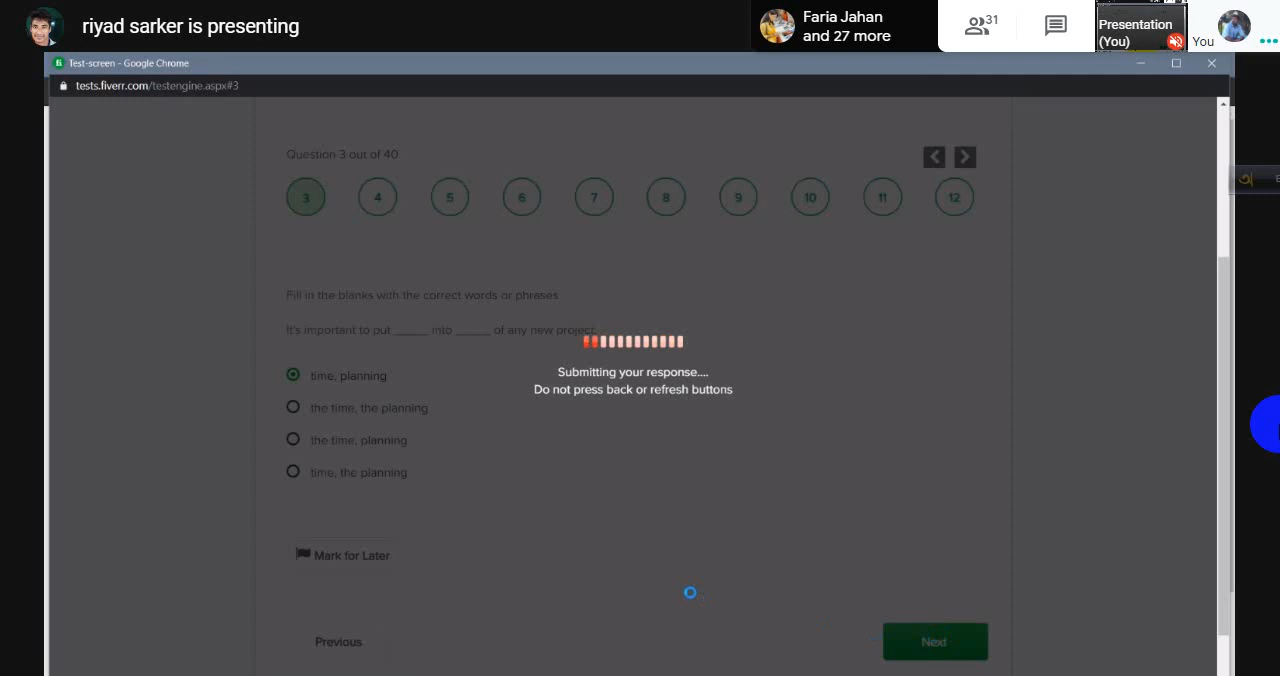 riyad sarker is presenting
Faria Jahan
and 27 more
31
Presentation
(You)
You
Test-screen - Google Chrome
tests.fiverr.com/testengine.aspx#3
Question 3 out of 40
3 4 5 6 7 8 9 10 11 12
Fill in the blanks with the correct words or phrases
It's important to put _____ into _____ of any new project.
Submitting your response....
Do not press back or refresh buttons
time, planning
the time, the planning
the time, planning
time, the planning
Mark for Later
Previous
Next
অ